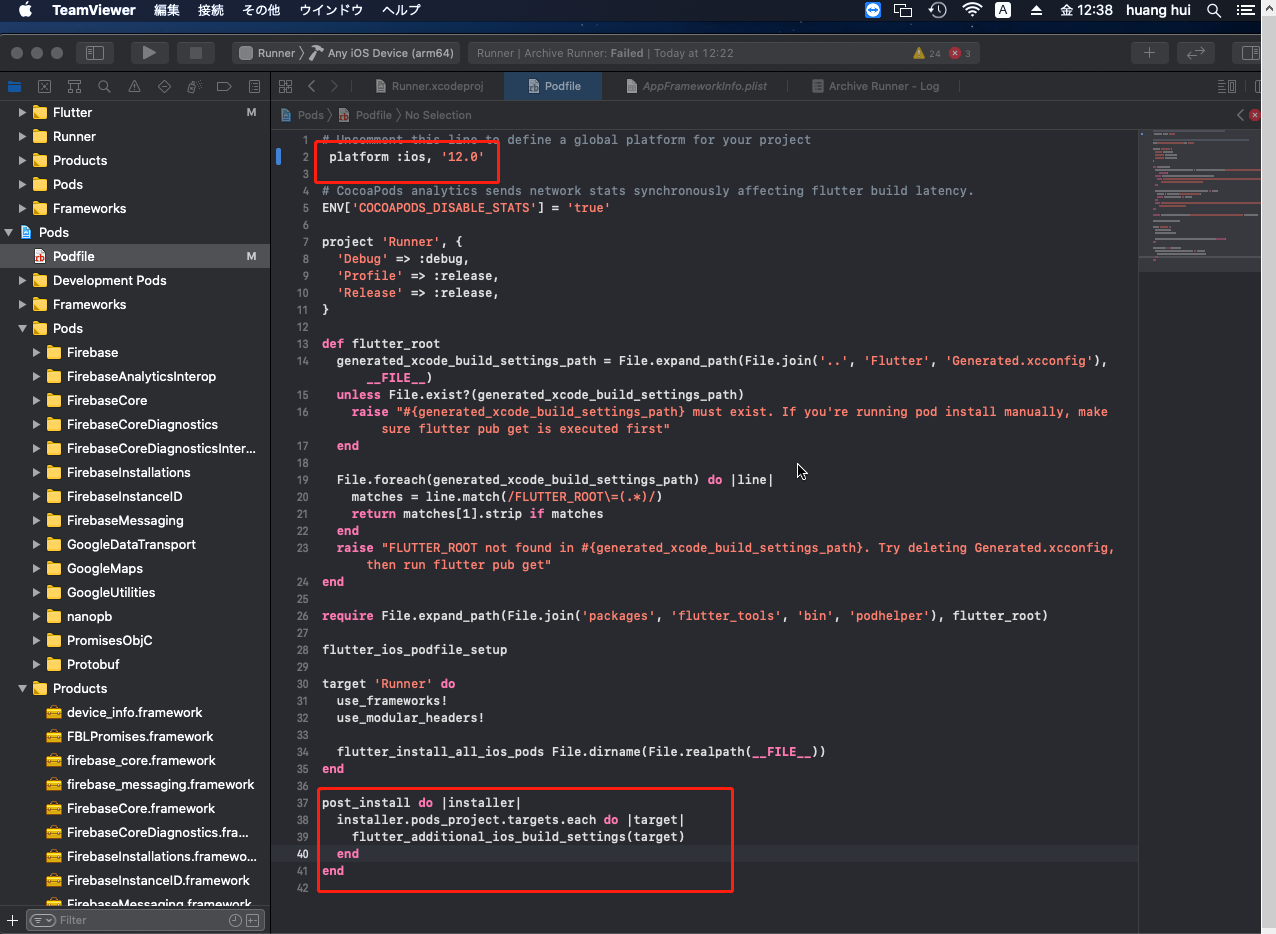 TeamViewer 編集 接続 その他 ウインドウ ヘルプ A 金 12:38 huang hui
Runner Any iOS Device (arm64) Runner | Archive Runner: Failed | Today at 12:22 24 3
Runner.xcodeproj Podfile AppFrameworkInfo.plist Archive Runner - Log
Pods Podfile No Selection
Flutter M
Runner
Products
Pods
Frameworks
Pods
Podfile M
Development Pods
Frameworks
Pods
Firebase
FirebaseAnalyticsInterop
FirebaseCore
FirebaseCoreDiagnostics
FirebaseCoreDiagnosticsInter...
FirebaseInstallations
FirebaseInstanceID
FirebaseMessaging
GoogleDataTransport
GoogleMaps
GoogleUtilities
nanopb
PromisesObjC
Protobuf
Products
device_info.framework
FBLPromises.framework
firebase_core.framework
firebase_messaging.framework
FirebaseCore.framework
FirebaseCoreDiagnostics.fra...
FirebaseInstallations.framewo...
FirebaseInstanceID.framework
FirebaseMessaging.framework
Filter
1 # Uncomment this line to define a global platform for your project
2 platform :ios, '12.0'
3
4 # CocoaPods analytics sends network stats synchronously affecting flutter build latency.
5 ENV['COCOAPODS_DISABLE_STATS'] = 'true'
6
7 project 'Runner', {
8 'Debug' => :debug,
9 'Profile' => :release,
10 'Release' => :release,
11 }
12
13 def flutter_root
14 generated_xcode_build_settings_path = File.expand_path(File.join('..', 'Flutter', 'Generated.xcconfig'),
__FILE__)
15 unless File.exist?(generated_xcode_build_settings_path)
16 raise "#{generated_xcode_build_settings_path} must exist. If you're running pod install manually, make
sure flutter pub get is executed first"
17 end
18
19 File.foreach(generated_xcode_build_settings_path) do |line|
20 matches = line.match(/FLUTTER_ROOT\=(.*)/)
21 return matches[1].strip if matches
22 end
23 raise "FLUTTER_ROOT not found in #{generated_xcode_build_settings_path}. Try deleting Generated.xcconfig,
then run flutter pub get"
24 end
25
26 require File.expand_path(File.join('packages', 'flutter_tools', 'bin', 'podhelper'), flutter_root)
27
28 flutter_ios_podfile_setup
29
30 target 'Runner' do
31 use_frameworks!
32 use_modular_headers!
33
34 flutter_install_all_ios_pods File.dirname(File.realpath(__FILE__))
35 end
36
37 post_install do |installer|
38 installer.pods_project.targets.each do |target|
39 flutter_additional_ios_build_settings(target)
40 end
41 end
42